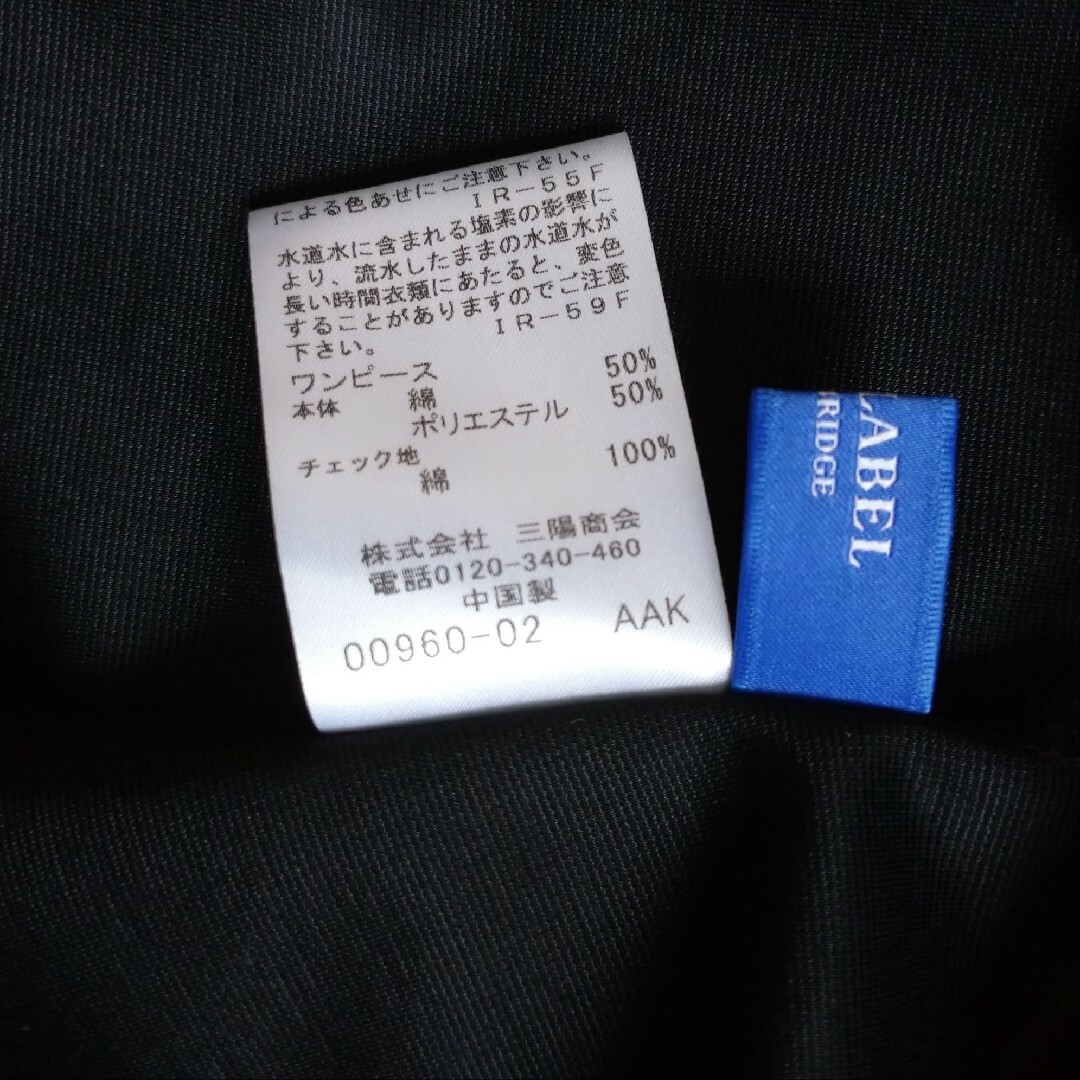 による色あせにご注意下さい。
IR-55F
水道水に含まれる塩素の影響に
より、流水したままの水道水が
長い時間衣類にあたると、変色
することがありますのでご注意
下さい。
IR-59F
ワンピース
本体 綿 50%
ポリエステル 50%
チェック地
綿 100%
株式会社 三陽商会
電話0120-340-460
中国製
00960-02 AAK
LABEL
RIDGE